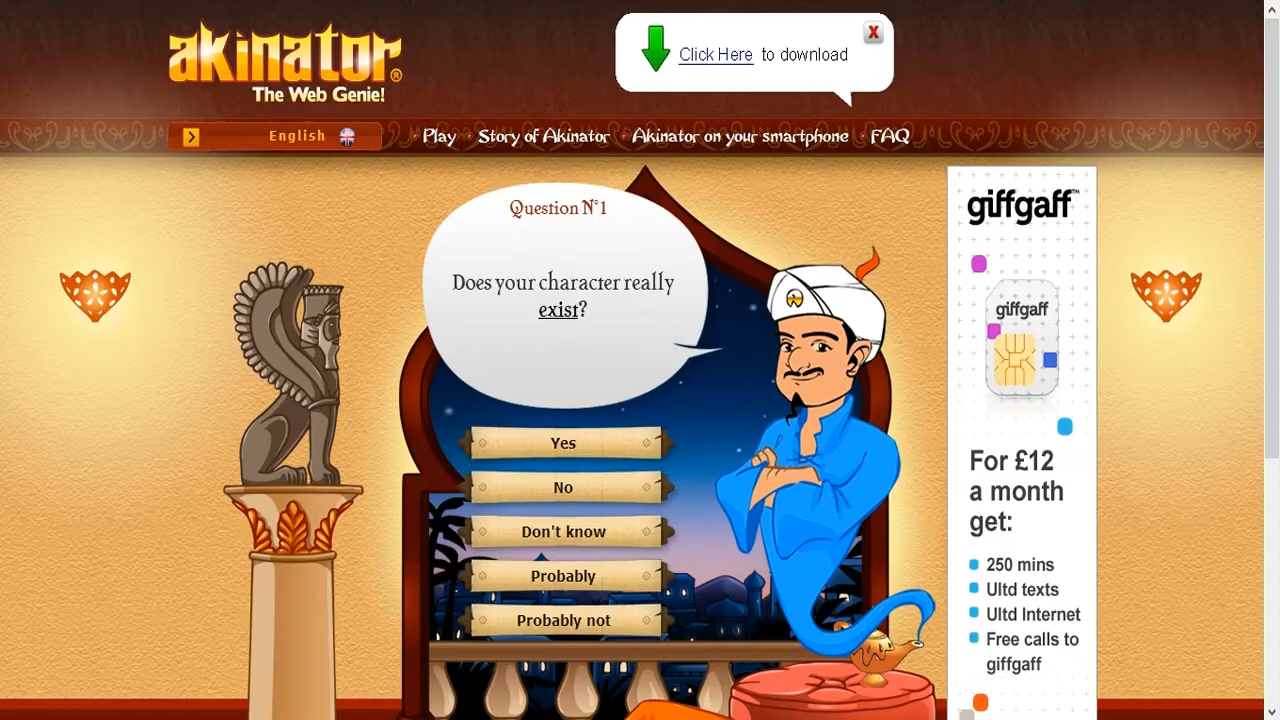 akinator®
The Web Genie!
Click Here to download
X
English
Play · Story of Akinator · Akinator on your smartphone · FAQ
Question N°1
Does your character really
exist?
Yes
No
Don't know
Probably
Probably not
giffgaff™
giffgaff
For £12
a month
get:
250 mins
Ultd texts
Ultd Internet
Free calls to
giffgaff